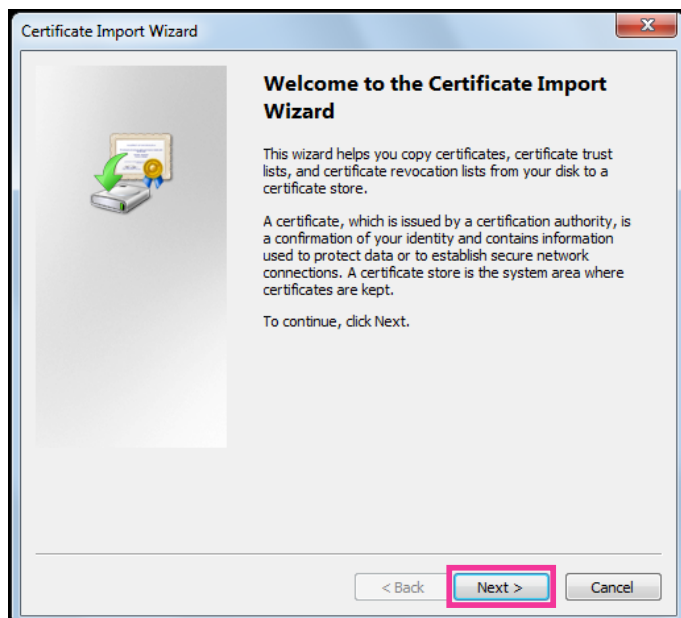 Certificate Import Wizard
Welcome to the Certificate Import
Wizard
This wizard helps you copy certificates, certificate trust
lists, and certificate revocation lists from your disk to a
certificate store.
A certificate, which is issued by a certification authority, is
a confirmation of your identity and contains information
used to protect data or to establish secure network
connections. A certificate store is the system area where
certificates are kept.
To continue, click Next.
< Back Next > Cancel